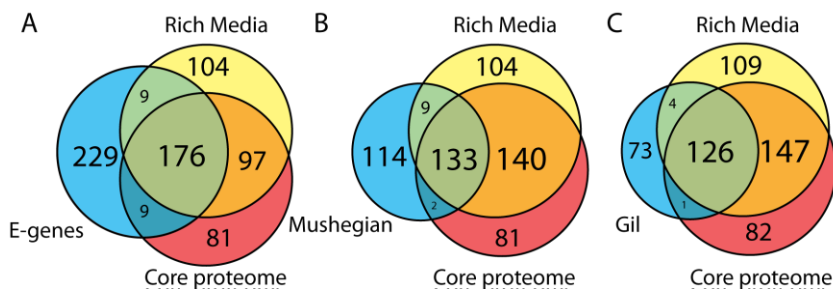 A
Rich Media
104
9
229
176
97
9
E-genes
81
Core proteome
B
Rich Media
104
9
114
133
140
2
Mushegian
81
Core proteome
C
Rich Media
109
4
73
126
147
1
Gil
82
Core proteome